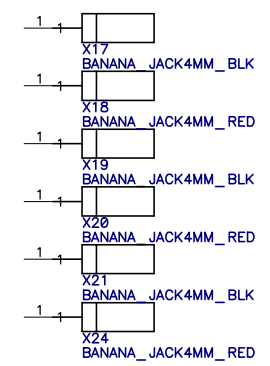 1 1
X17
BANANA_JACK4MM_BLK
1 1
X18
BANANA_JACK4MM_RED
1 1
X19
BANANA_JACK4MM_BLK
1 1
X20
BANANA_JACK4MM_RED
1 1
X21
BANANA_JACK4MM_BLK
1 1
X24
BANANA_JACK4MM_RED